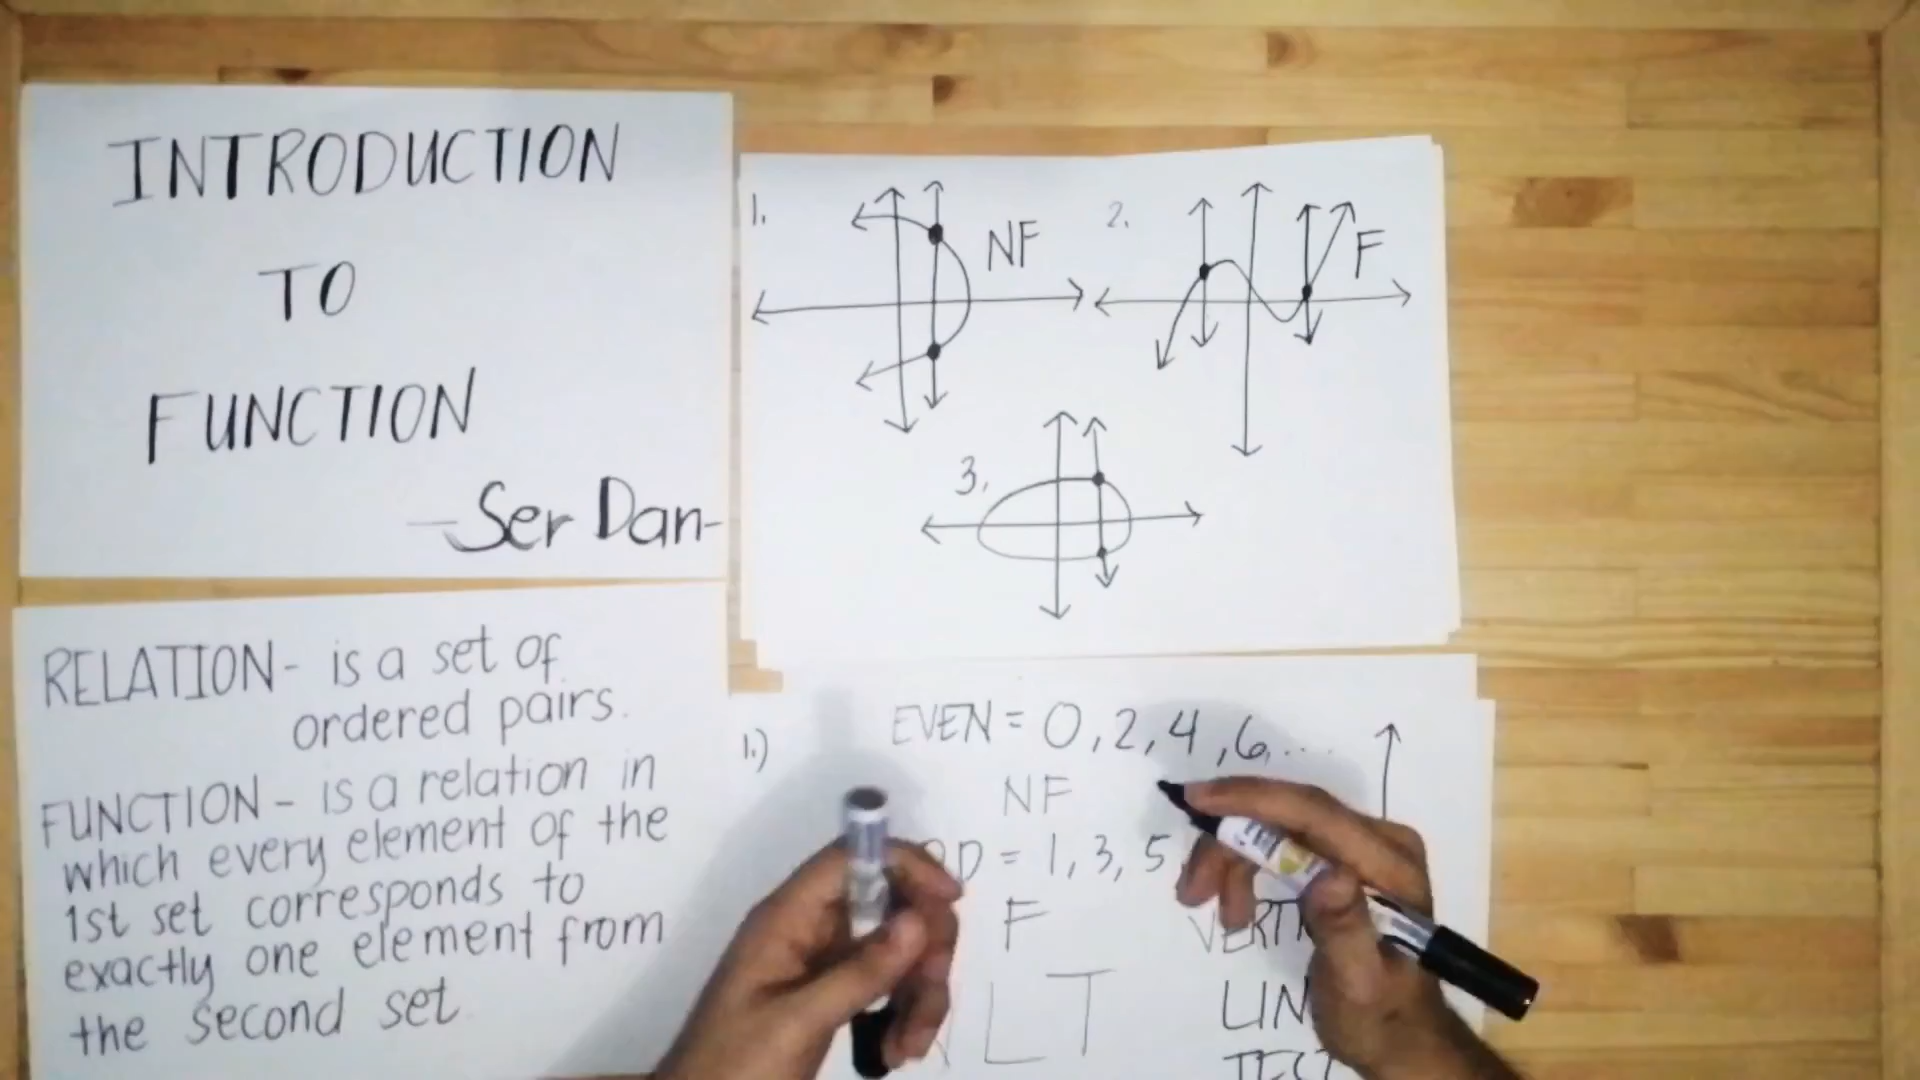 INTRODUCTION
TO
FUNCTION
-Ser Dan-
RELATION- is a set of
ordered pairs.
FUNCTION- is a relation in
which every element of the
1st set corresponds to
exactly one element from
the second set
1.
NF
2.
F
3.
1.)
EVEN = 0, 2, 4, 6, ...
NF
= 1, 3, 5
F
LT